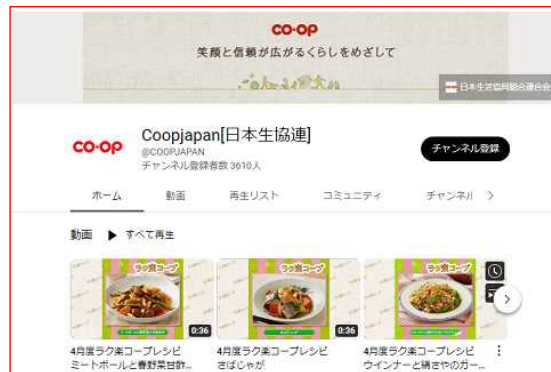 co·op
笑顔と信頼が広がるくらしをめざして
日本生活協同組合連合会
co·op
Coopjapan[日本生協連]
@COOPJAPAN
チャンネル登録者数 3610人
チャンネル登録
ホーム 動画 再生リスト コミュニティ チャンネル
動画 ▶ すべて再生
ラク楽コープ ラク楽コープ ラク楽コープ
0:36 0:36
4月度ラク楽コープレシピ 4月度ラク楽コープレシピ 4月度ラク楽コープレシピ
ミートボールと春野菜甘酢... さばじゃが ウインナーと絹さやのガー...